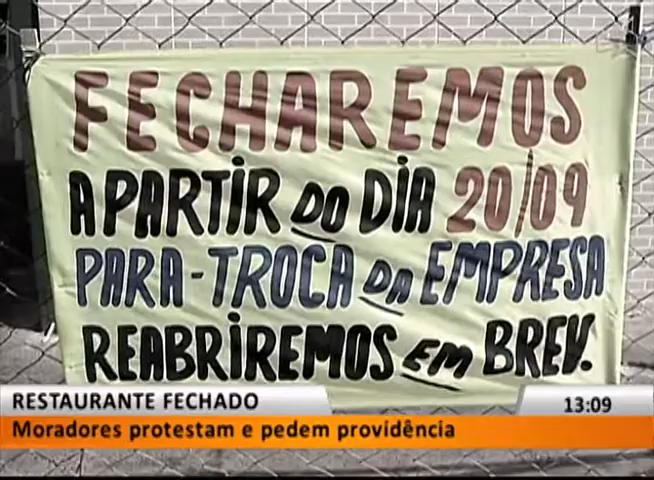 FECHAREMOS
A PARTIR DO DIA 20/09
PARA-TROCA DA EMPRESA
REABRIREMOS EM BREV.
RESTAURANTE FECHADO
13:09
Moradores protestam e pedem providência